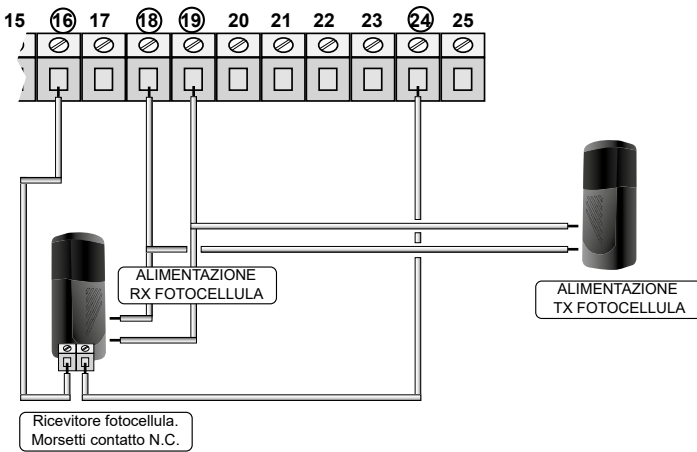 15 16 17 18 19 20 21 22 23 24 25
ALIMENTAZIONE
RX FOTOCELLULA
ALIMENTAZIONE
TX FOTOCELLULA
Ricevitore fotocellula.
Morsetti contatto N.C.